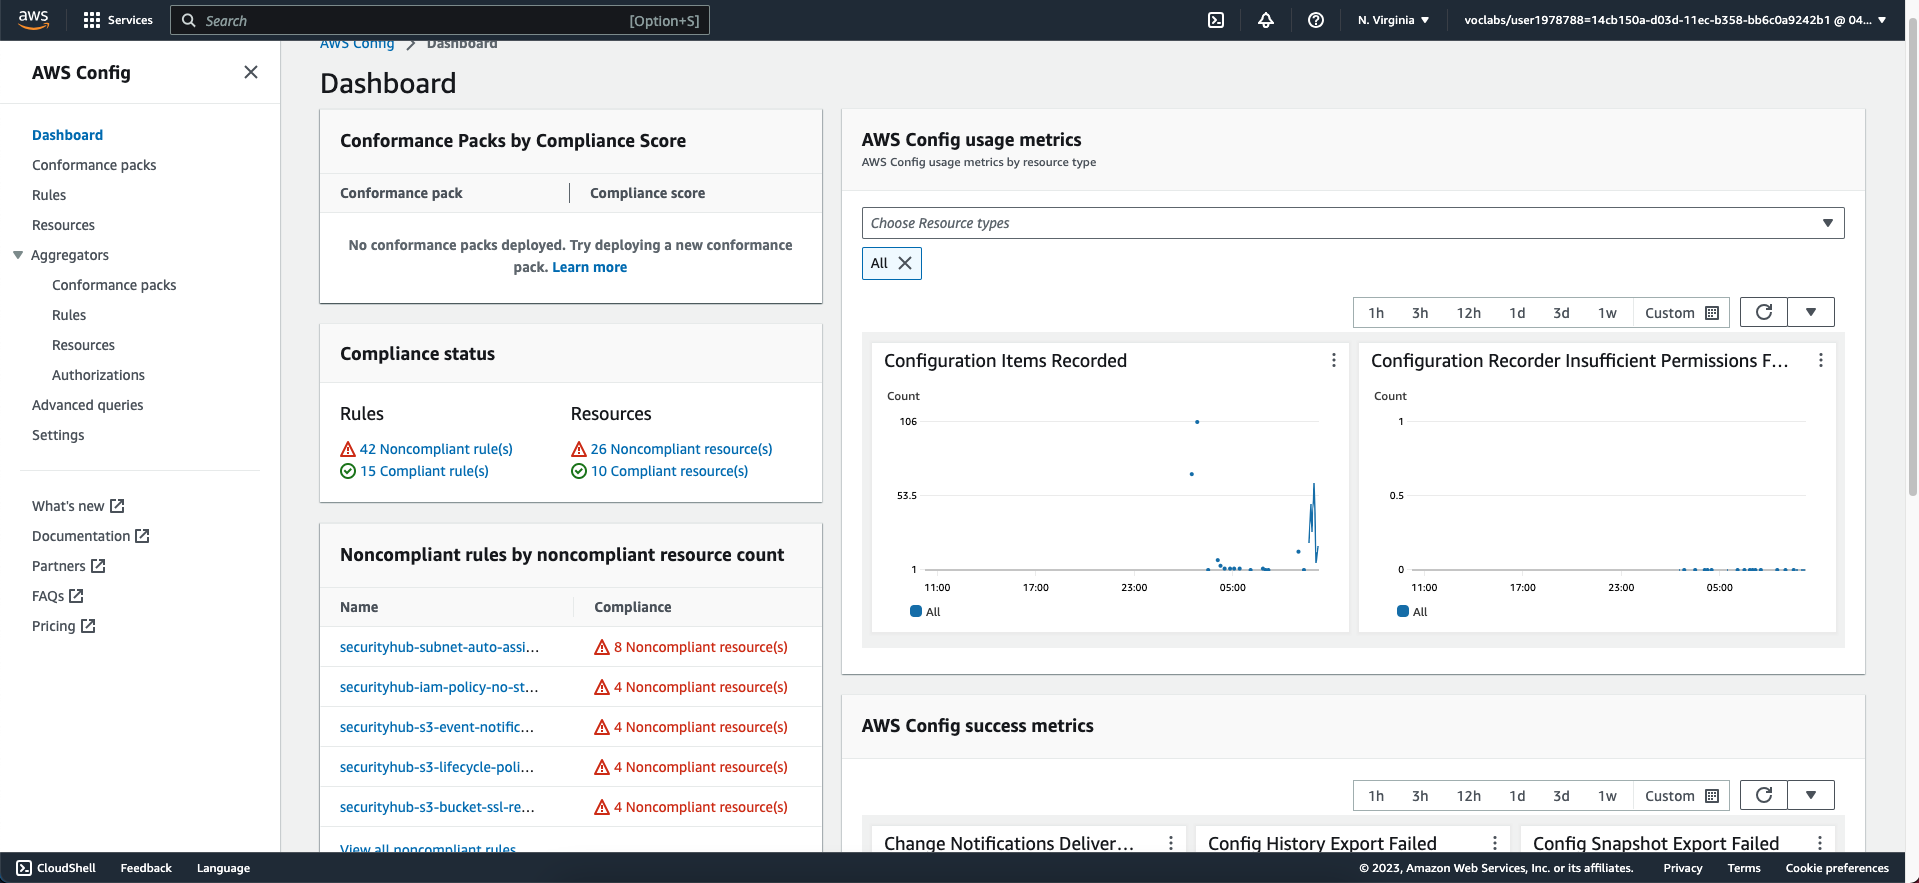 aws
Services
Search
[Option+S]
N. Virginia
voclabs/user1978788=14cb150a-d03d-11ec-b358-bb6c0a9242b1 @ 04...
AWS Config
Dashboard
Conformance packs
Rules
Resources
Aggregators
Conformance packs
Rules
Resources
Authorizations
Advanced queries
Settings
What's new
Documentation
Partners
FAQs
Pricing
AWS Config > Dashboard
Dashboard
Conformance Packs by Compliance Score
Conformance pack
Compliance score
No conformance packs deployed. Try deploying a new conformance
pack. Learn more
Compliance status
Rules
Resources
42 Noncompliant rule(s)
26 Noncompliant resource(s)
15 Compliant rule(s)
10 Compliant resource(s)
Noncompliant rules by noncompliant resource count
Name
Compliance
securityhub-subnet-auto-assi...
8 Noncompliant resource(s)
securityhub-iam-policy-no-st...
4 Noncompliant resource(s)
securityhub-s3-event-notific...
4 Noncompliant resource(s)
securityhub-s3-lifecycle-poli...
4 Noncompliant resource(s)
securityhub-s3-bucket-ssl-re...
4 Noncompliant resource(s)
View all noncompliant rules
AWS Config usage metrics
AWS Config usage metrics by resource type
Choose Resource types
All
1h 3h 12h 1d 3d 1w Custom
Configuration Items Recorded
Count
106
53.5
1
11:00 17:00 23:00 05:00
All
Configuration Recorder Insufficient Permissions F...
Count
1
0.5
0
11:00 17:00 23:00 05:00
All
AWS Config success metrics
1h 3h 12h 1d 3d 1w Custom
Change Notifications Deliver...
Config History Export Failed
Config Snapshot Export Failed
CloudShell
Feedback
Language
© 2023, Amazon Web Services, Inc. or its affiliates.
Privacy
Terms
Cookie preferences